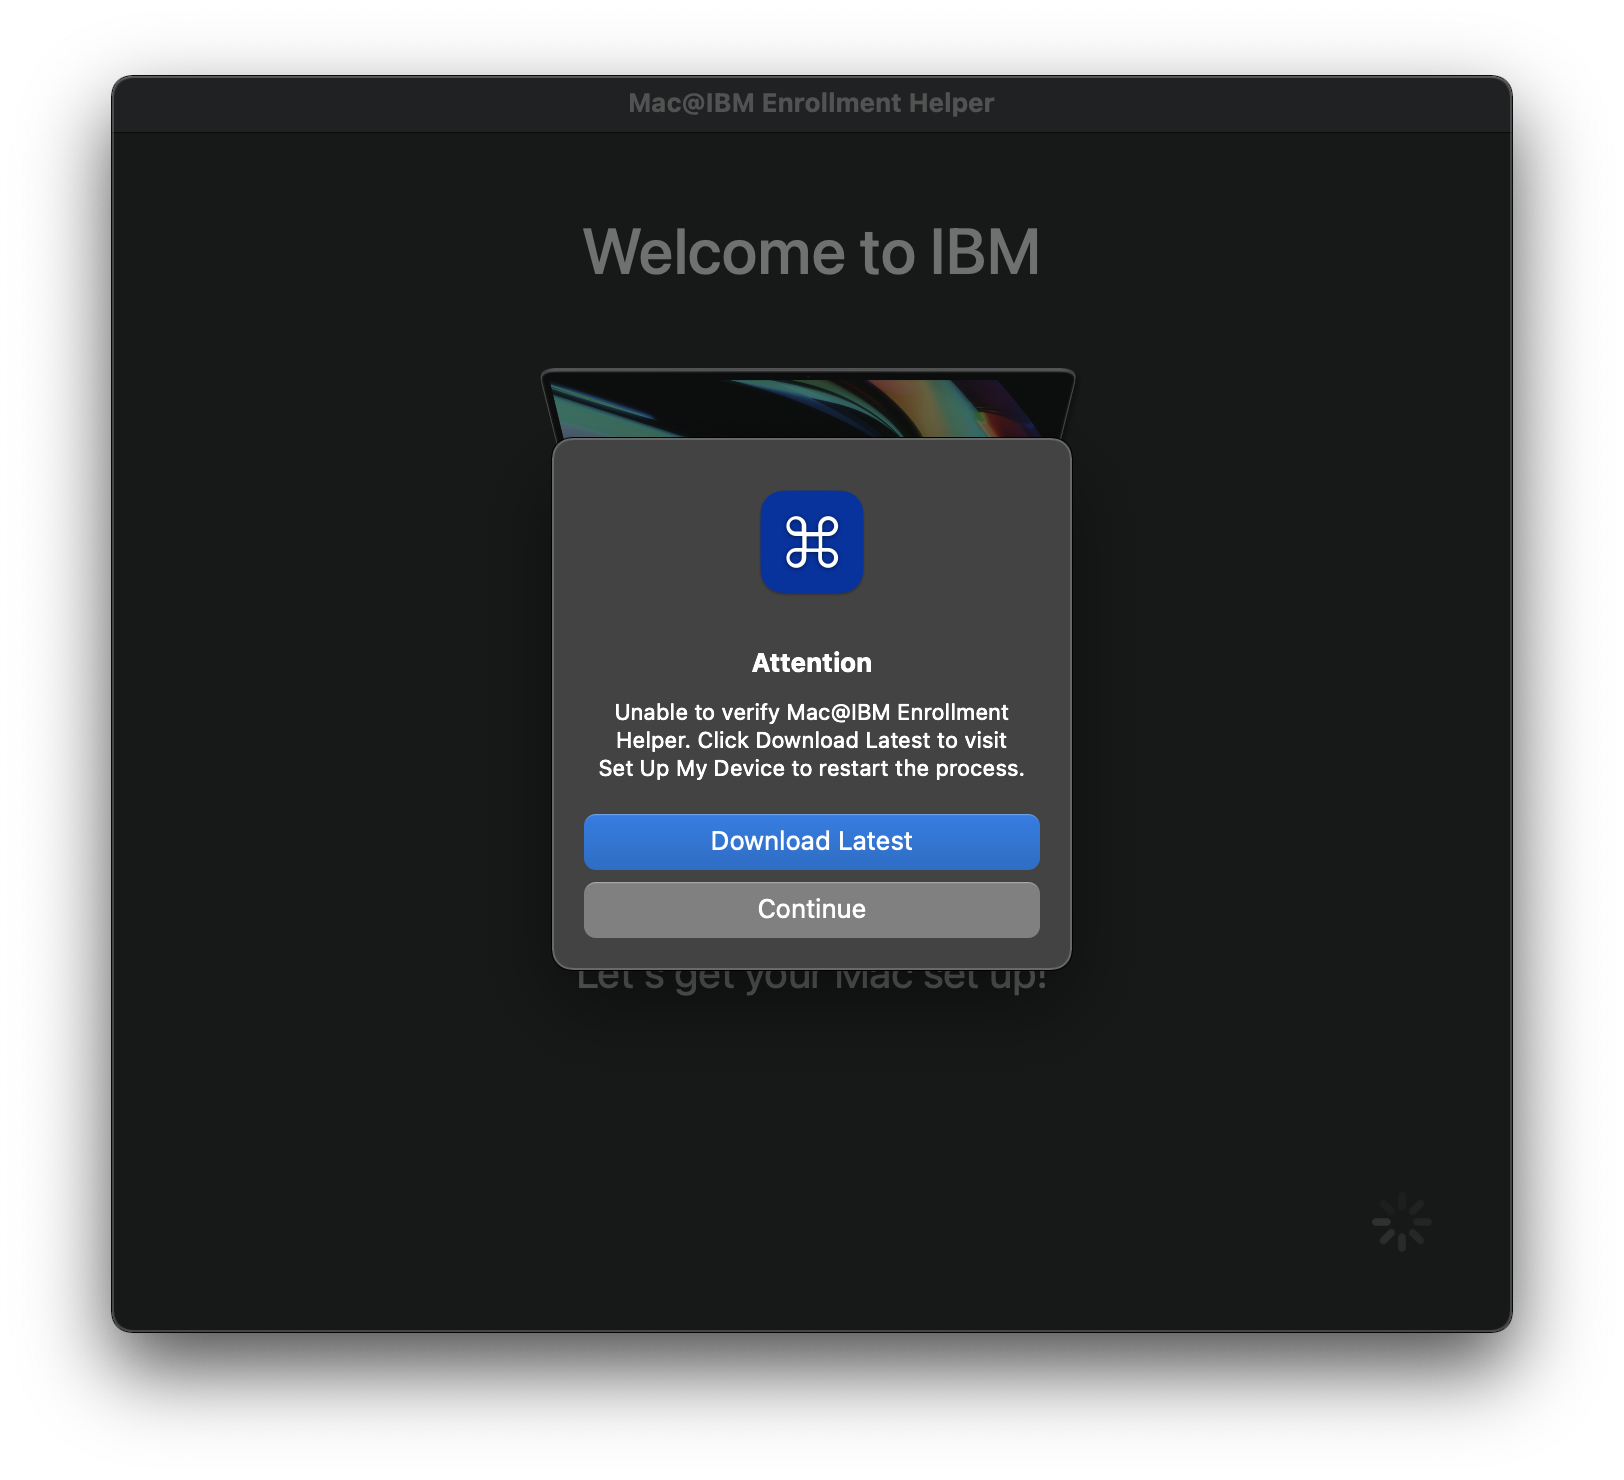 Mac@IBM Enrollment Helper
Welcome to IBM
Attention
Unable to verify Mac@IBM Enrollment
Helper. Click Download Latest to visit
Set Up My Device to restart the process.
Download Latest
Continue
Let's get your Mac set up!